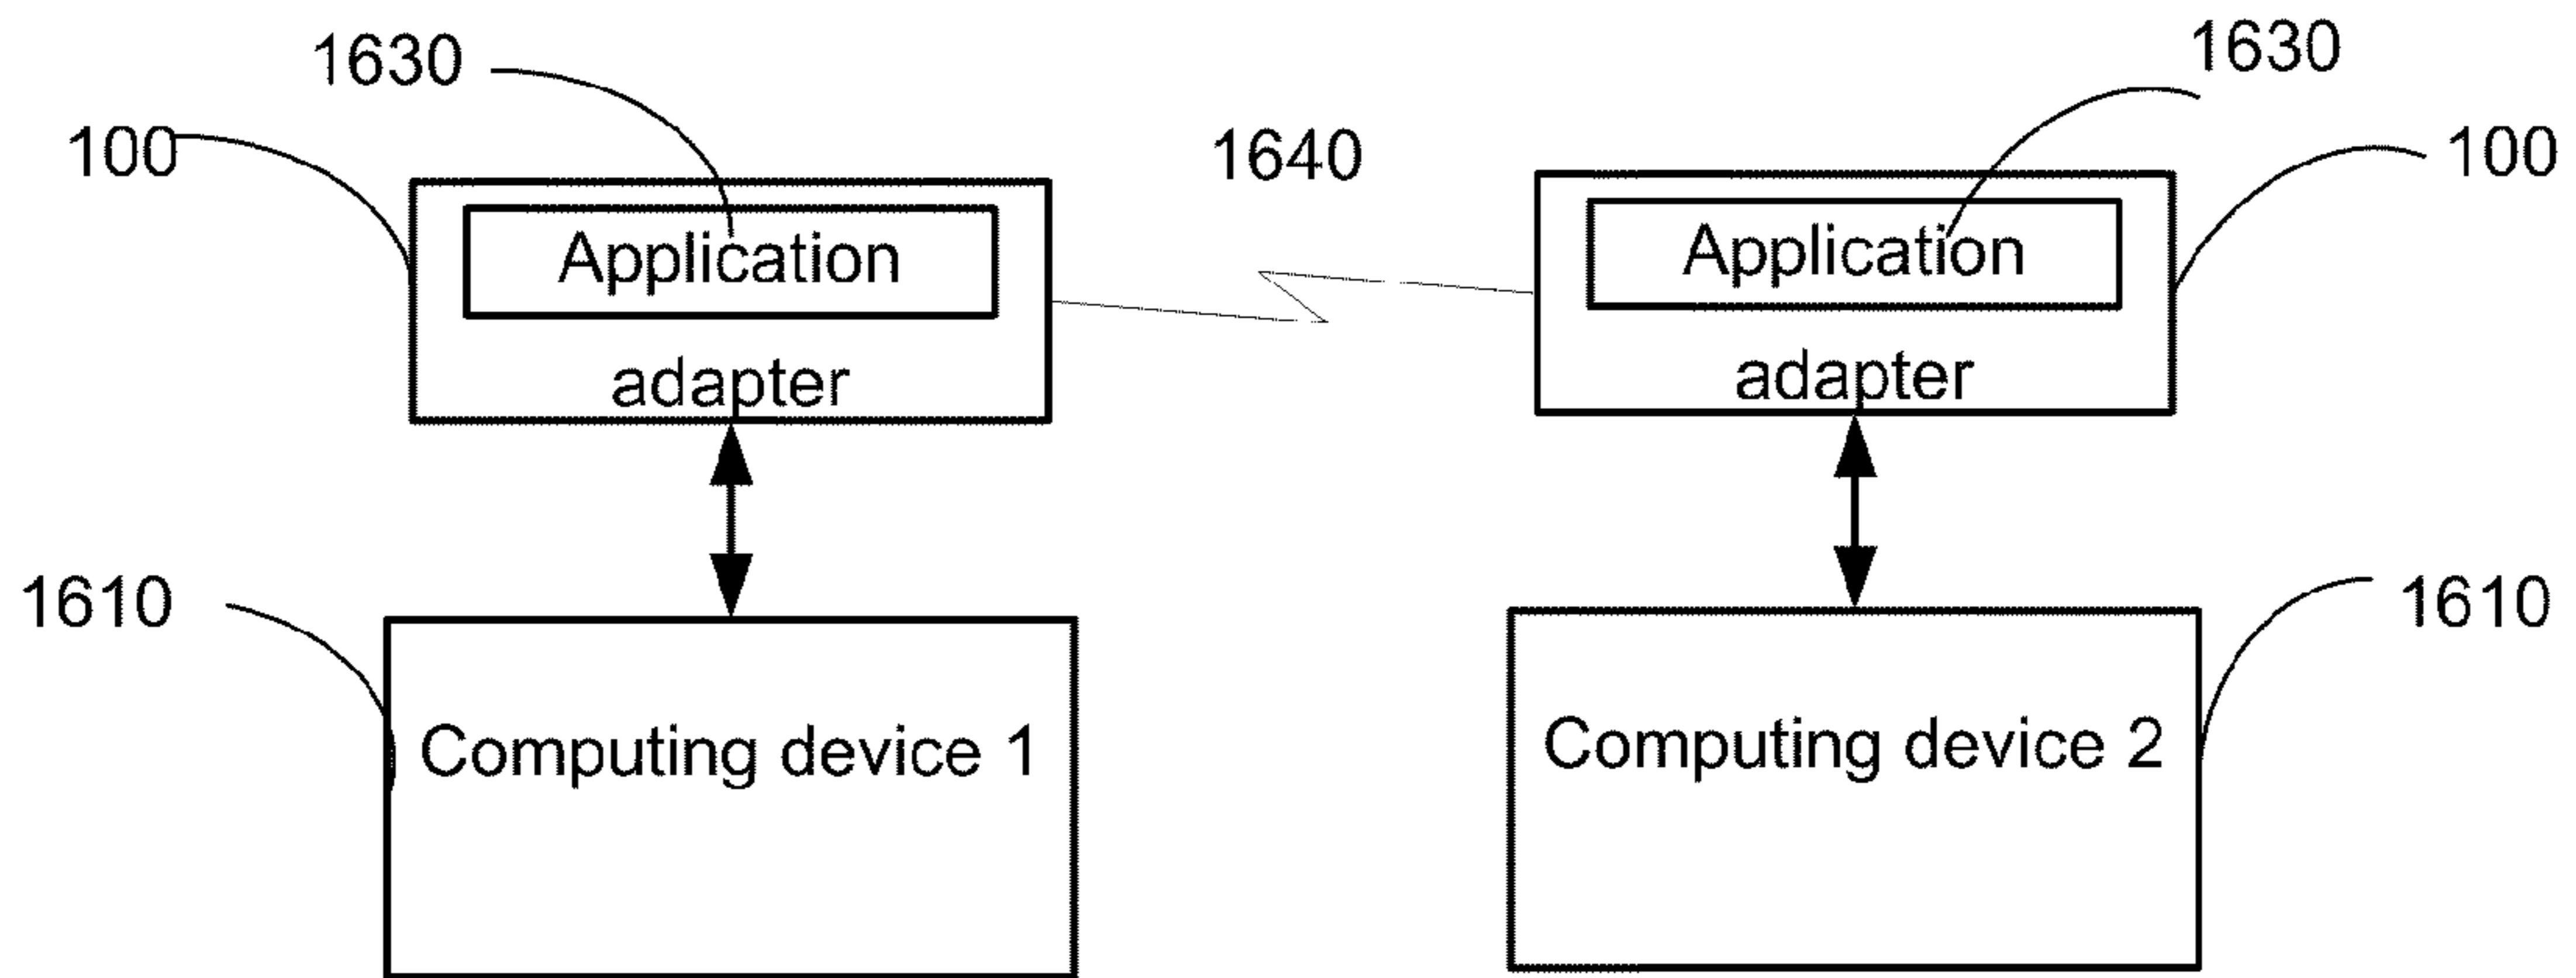 1630
1630
100
1640
100
Application
Application
adapter
adapter
1610
1610
Computing device 1
Computing device 2